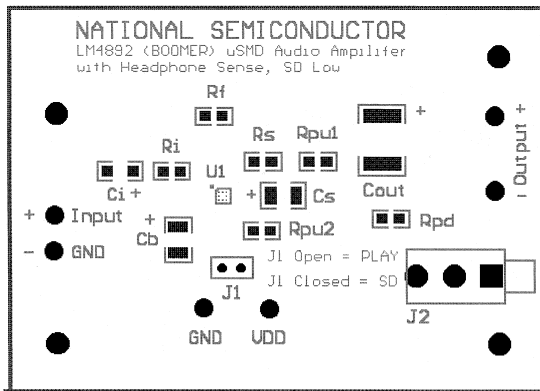 NATIONAL SEMICONDUCTOR
LM4892 (BOOMER) uSMD Audio Ampilifer
with Headphone Sense, SD Low
Rf
+
+
Rs
Rpu1
Ri
U1
Output
Ci +
+
Cs
Cout
-
+ Input
+
Rpd
Cb
Rpu2
- GND
J1 Open = PLAY
J1 Closed = SD
J1
J2
GND
VDD